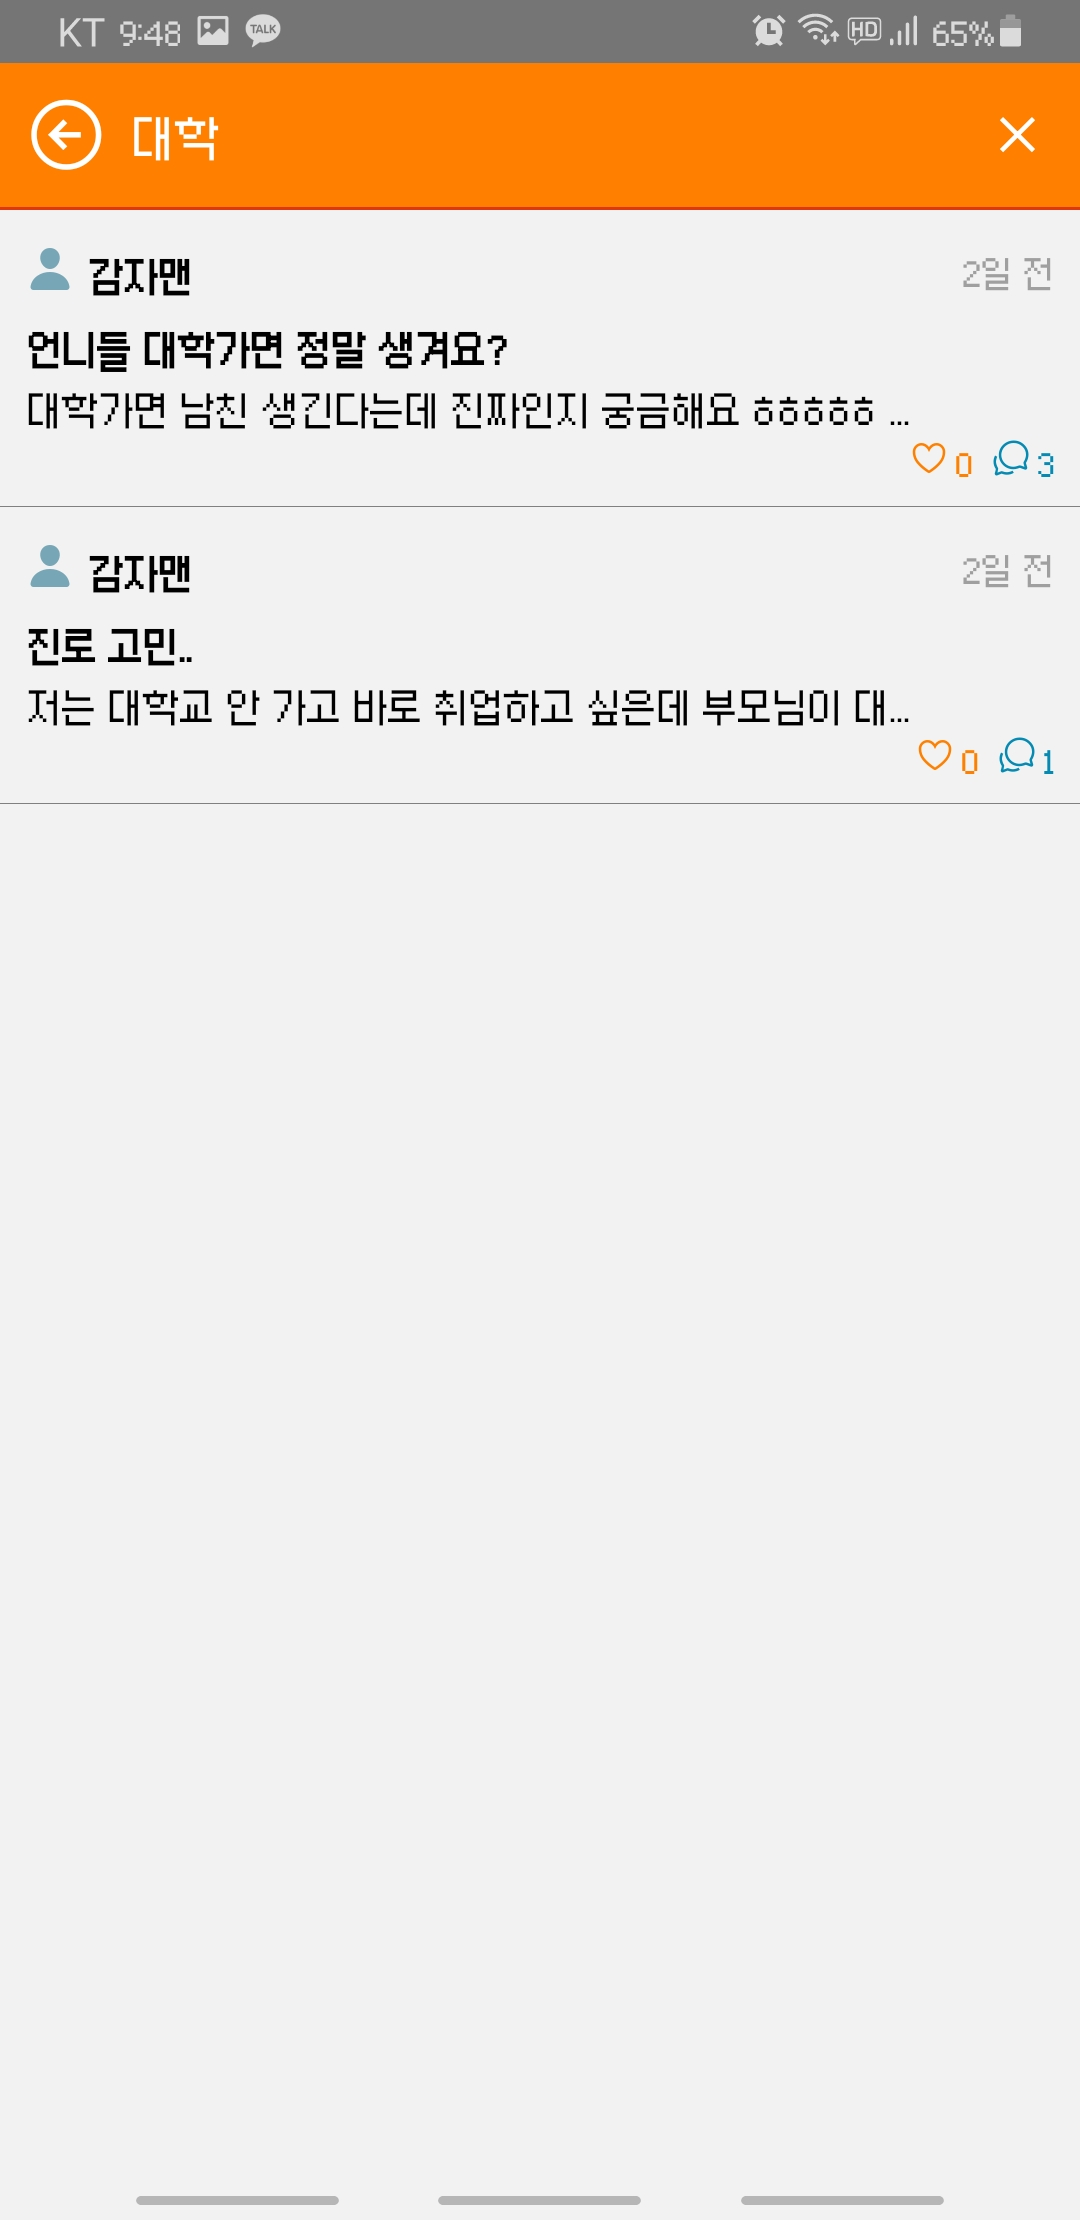 KT 9:48 TALK HD 65%
대학
감자맨 2일 전
언니들 대학가면 정말 생겨요?
대학가면 남친 생긴다는데 진짜인지 궁금해요 ㅎㅎㅎㅎㅎ ...
0 3
감자맨 2일 전
진로 고민..
저는 대학교 안 가고 바로 취업하고 싶은데 부모님이 대...
0 1